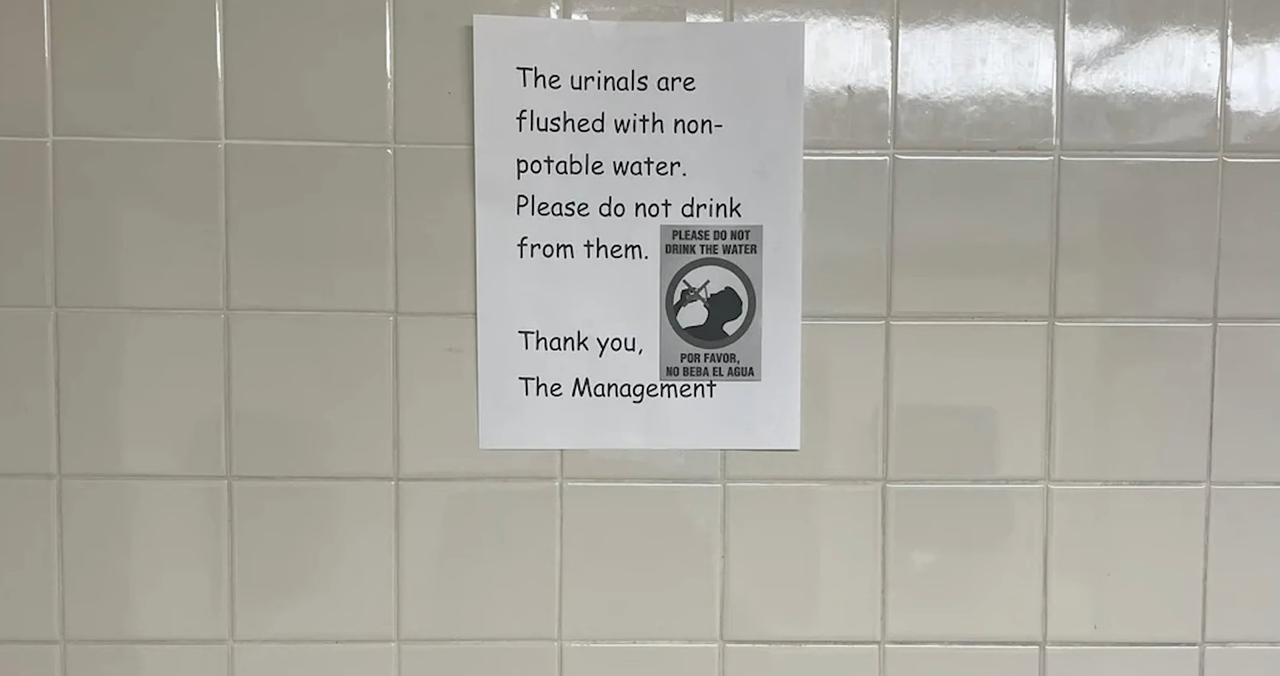 The urinals are
flushed with non-
potable water.
Please do not drink
from them.
PLEASE DO NOT
DRINK THE WATER
POR FAVOR,
NO BEBA EL AGUA
Thank you,
The Management